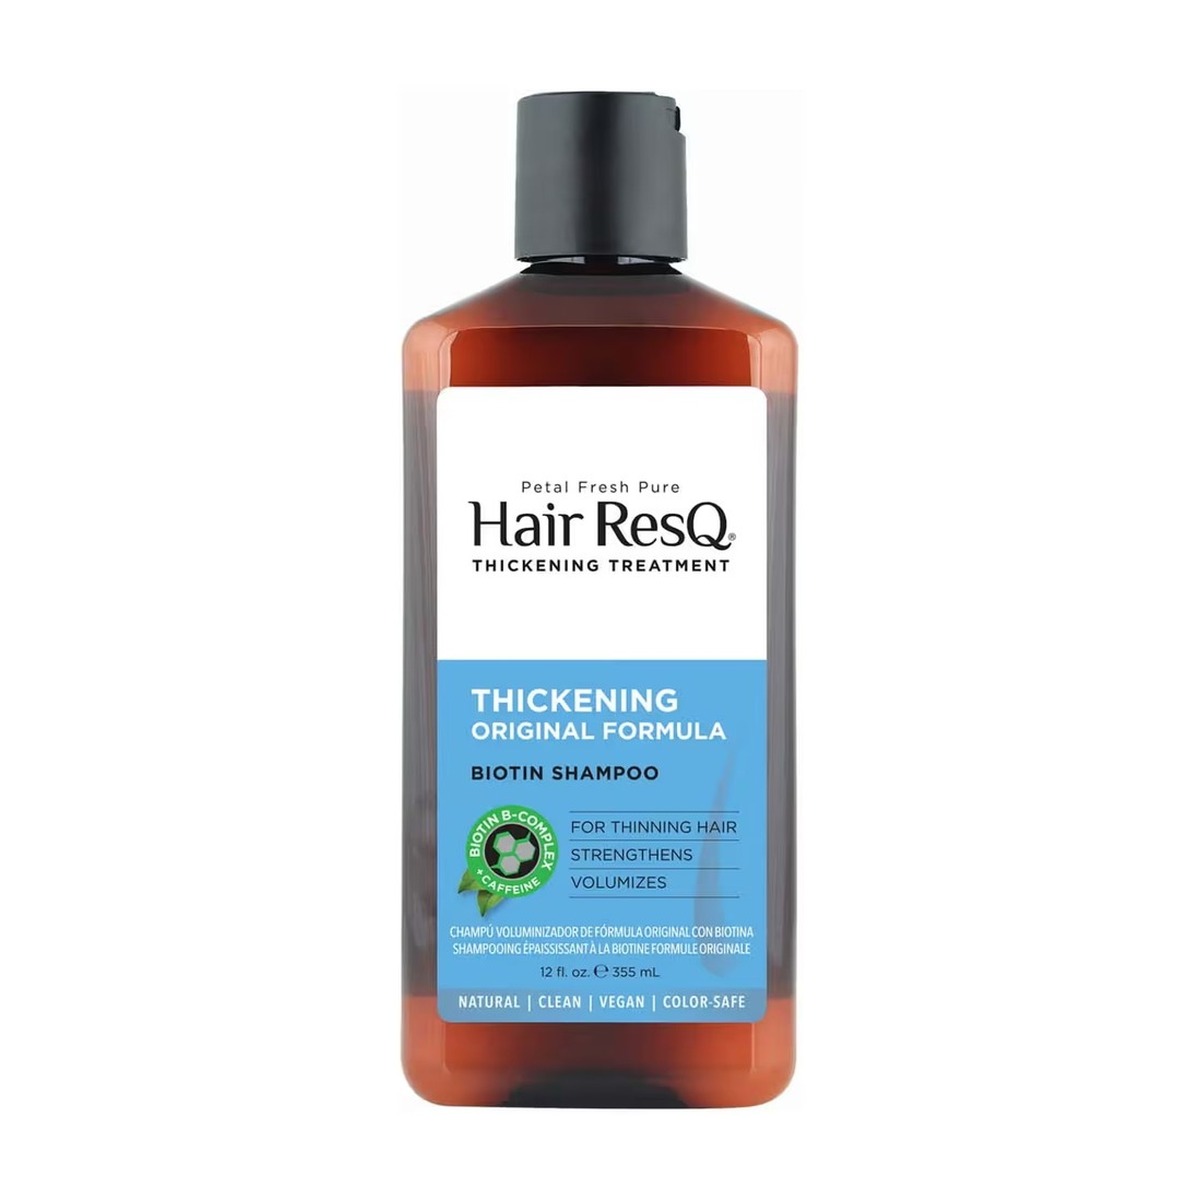 Petal Fresh Pure
Hair ResQ®
THICKENING TREATMENT
THICKENING
ORIGINAL FORMULA
BIOTIN SHAMPOO
BIOTIN B-COMPLEX
+ CAFFEINE
FOR THINNING HAIR
STRENGTHENS
VOLUMIZES
CHAMPÚ VOLUMINIZADOR DE FÓRMULA ORIGINAL CON BIOTINA
SHAMPOOING ÉPAISSISSANT À LA BIOTINE FORMULE ORIGINALE
12 fl. oz. ℮ 355 mL
NATURAL | CLEAN | VEGAN | COLOR-SAFE